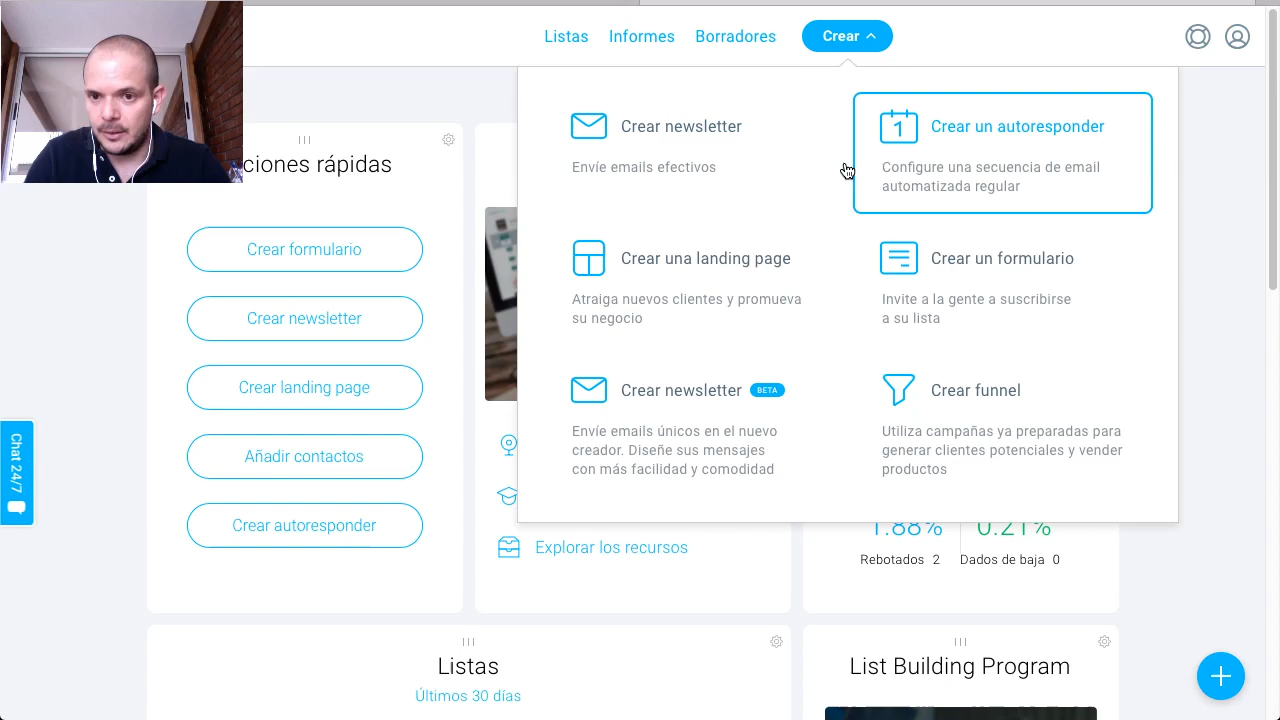 Listas
Informes
Borradores
Crear
Crear newsletter
Envíe emails efectivos
Crear un autoresponder
Configure una secuencia de email
automatizada regular
Crear una landing page
Atraiga nuevos clientes y promueva
su negocio
Crear un formulario
Invite a la gente a suscribirse
a su lista
Crear newsletter BETA
Envíe emails únicos en el nuevo
creador. Diseñe sus mensajes
con más facilidad y comodidad
Crear funnel
Utiliza campañas ya preparadas para
generar clientes potenciales y vender
productos
ciones rápidas
Crear formulario
Crear newsletter
Crear landing page
Añadir contactos
Crear autoresponder
Explorar los recursos
1.88%
0.21%
Rebotados 2
Dados de baja 0
Chat 24/7
Listas
Últimos 30 días
List Building Program